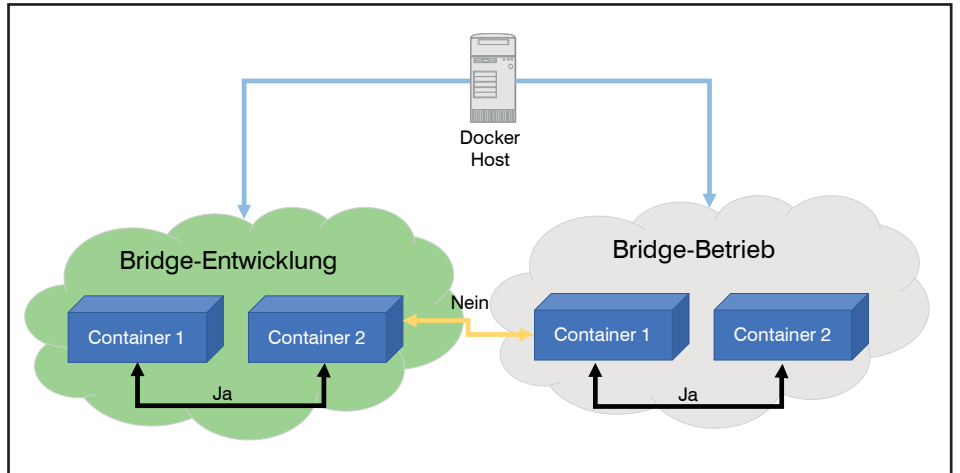 Docker
Host
Bridge-Entwicklung
Bridge-Betrieb
Nein
Container 1
Container 2
Container 1
Container 2
Ja
Ja